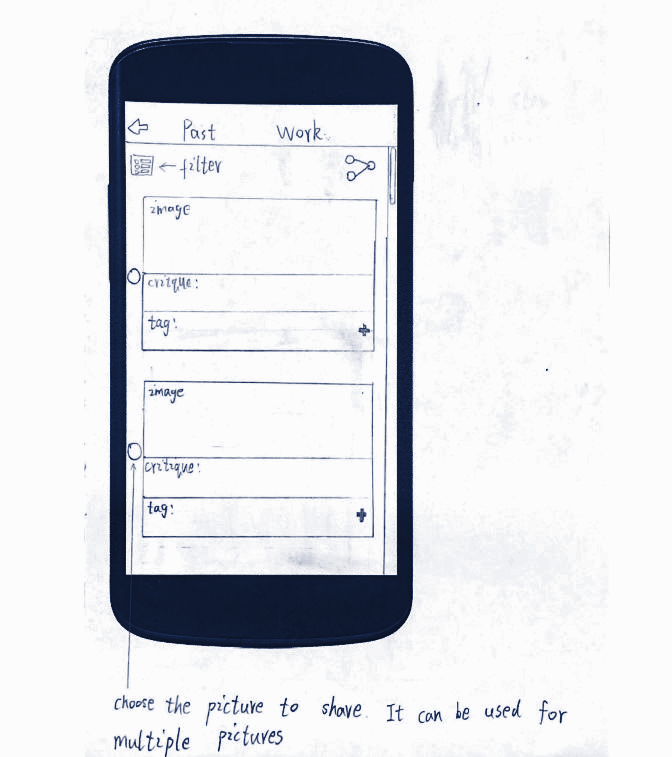 Past Work
← filter
image
critique:
tag:
image
critique:
tag:
choose the picture to share. It can be used for
multiple pictures